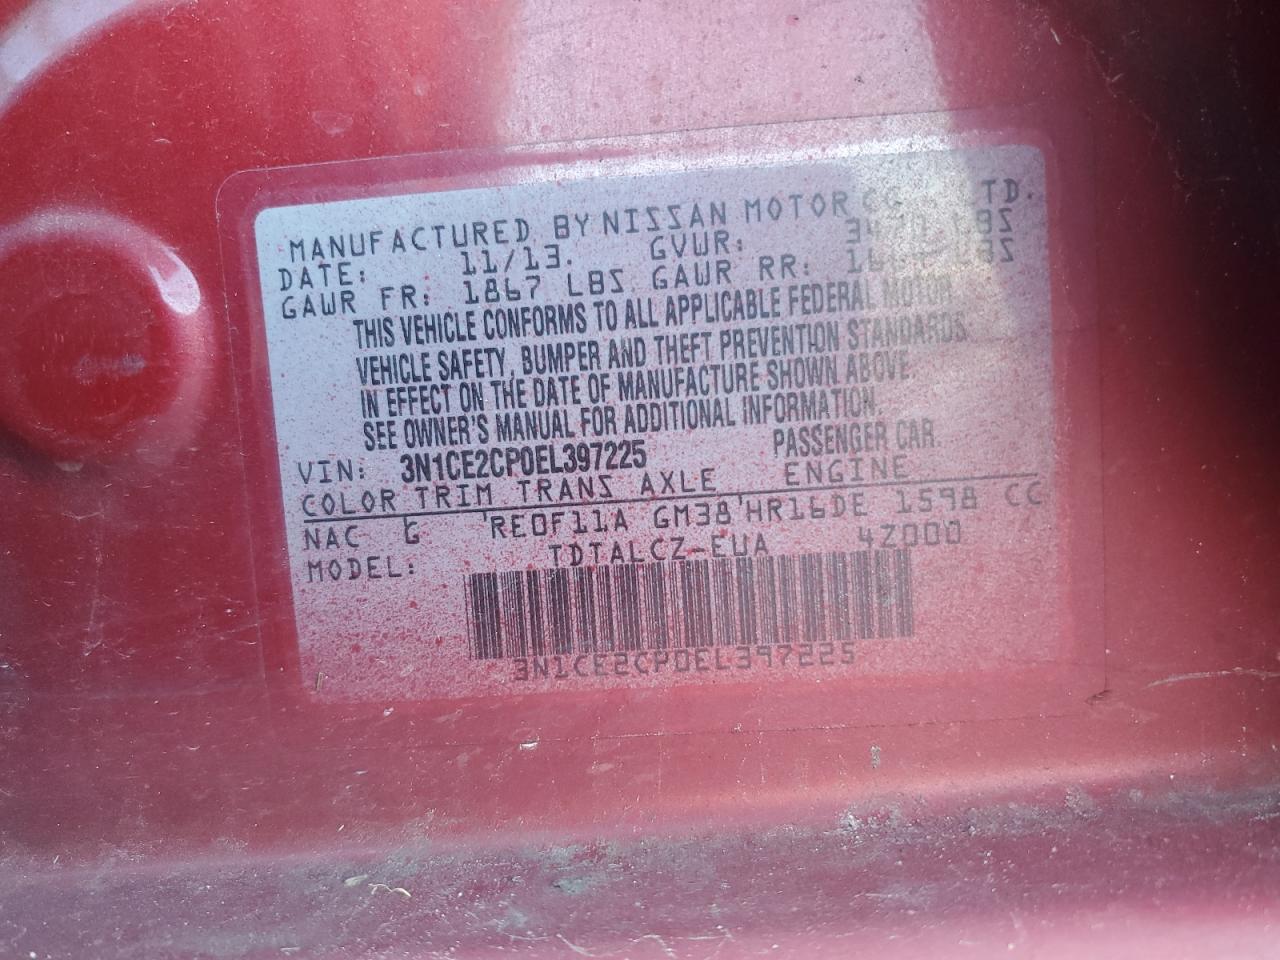 MANUFACTURED BY NISSAN MOTOR TD.
DATE: 11/13. GVWR: LBS
GAWR FR: 1867 LBS GAWR RR: LBS
THIS VEHICLE CONFORMS TO ALL APPLICABLE FEDERAL MOTOR
VEHICLE SAFETY, BUMPER AND THEFT PREVENTION STANDARDS
IN EFFECT ON THE DATE OF MANUFACTURE SHOWN ABOVE.
SEE OWNER'S MANUAL FOR ADDITIONAL INFORMATION.
VIN: 3N1CE2CP0EL397225 PASSENGER CAR.
COLOR TRIM TRANS AXLE ENGINE
NAC G RE0F11A GM38 HR16DE 1598 CC
MODEL: TDTALCZ-EUA 4Z000
3N1CE2CP0EL397225